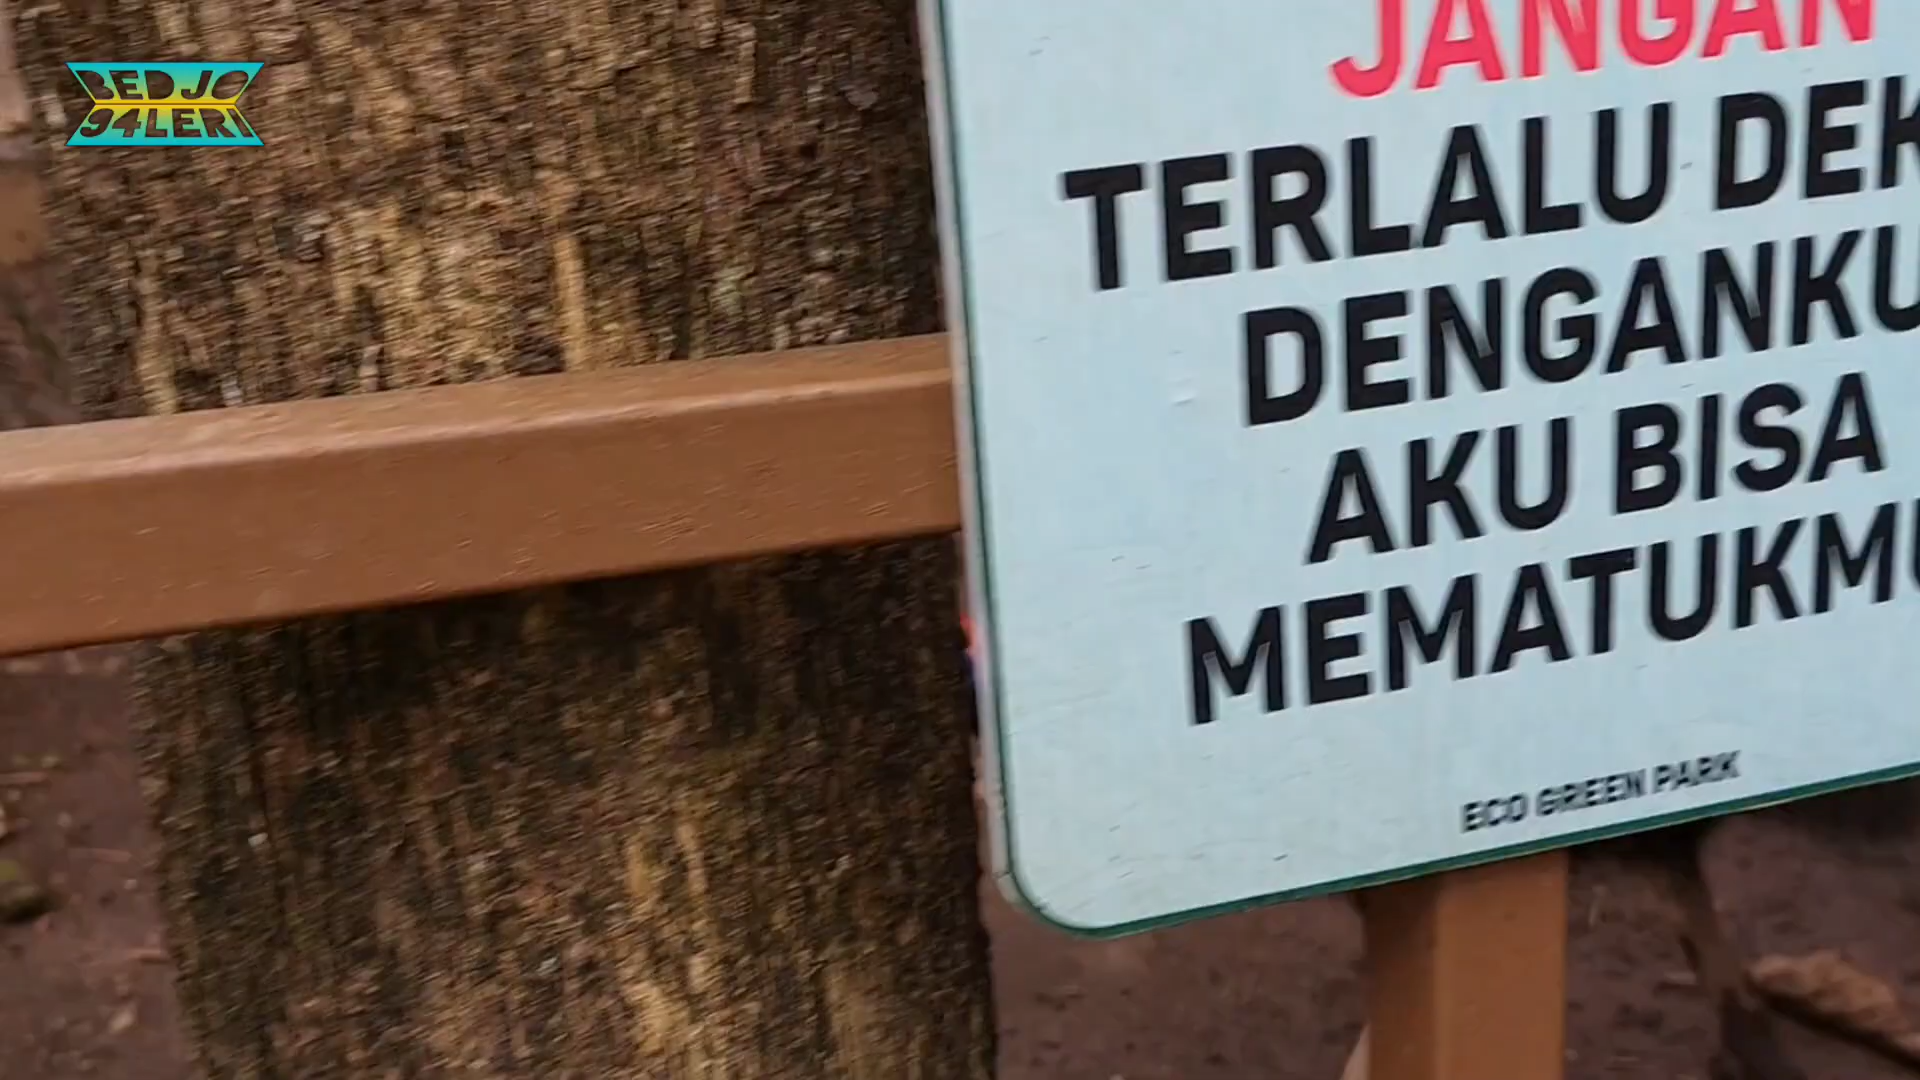 BEDJO
94LERI
JANGAN
TERLALU DEK
DENGANKU
AKU BISA
MEMATUKMU
ECO GREEN PARK